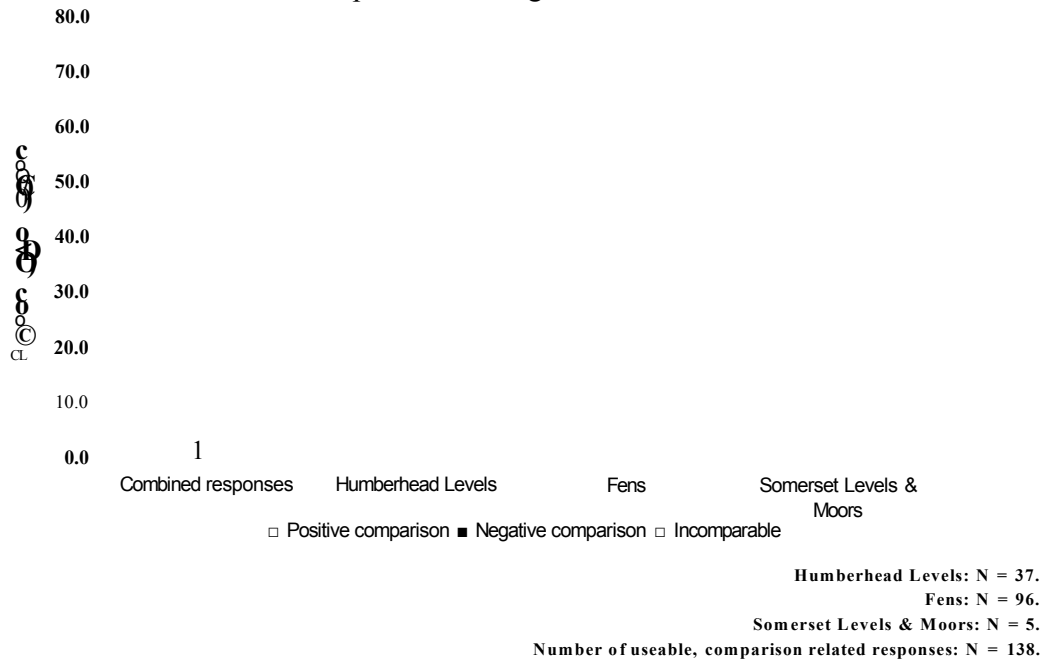 80.0
70.0
60.0
50.0
40.0
30.0
20.0
10.0
0.0
CL
1
Combined responses
Humberhead Levels
Fens
Somerset Levels &
Moors
□ Positive comparison ■ Negative comparison □ Incomparable
Humberhead Levels: N = 37.
Fens: N = 96.
Somerset Levels & Moors: N = 5.
Number of useable, comparison related responses: N = 138.